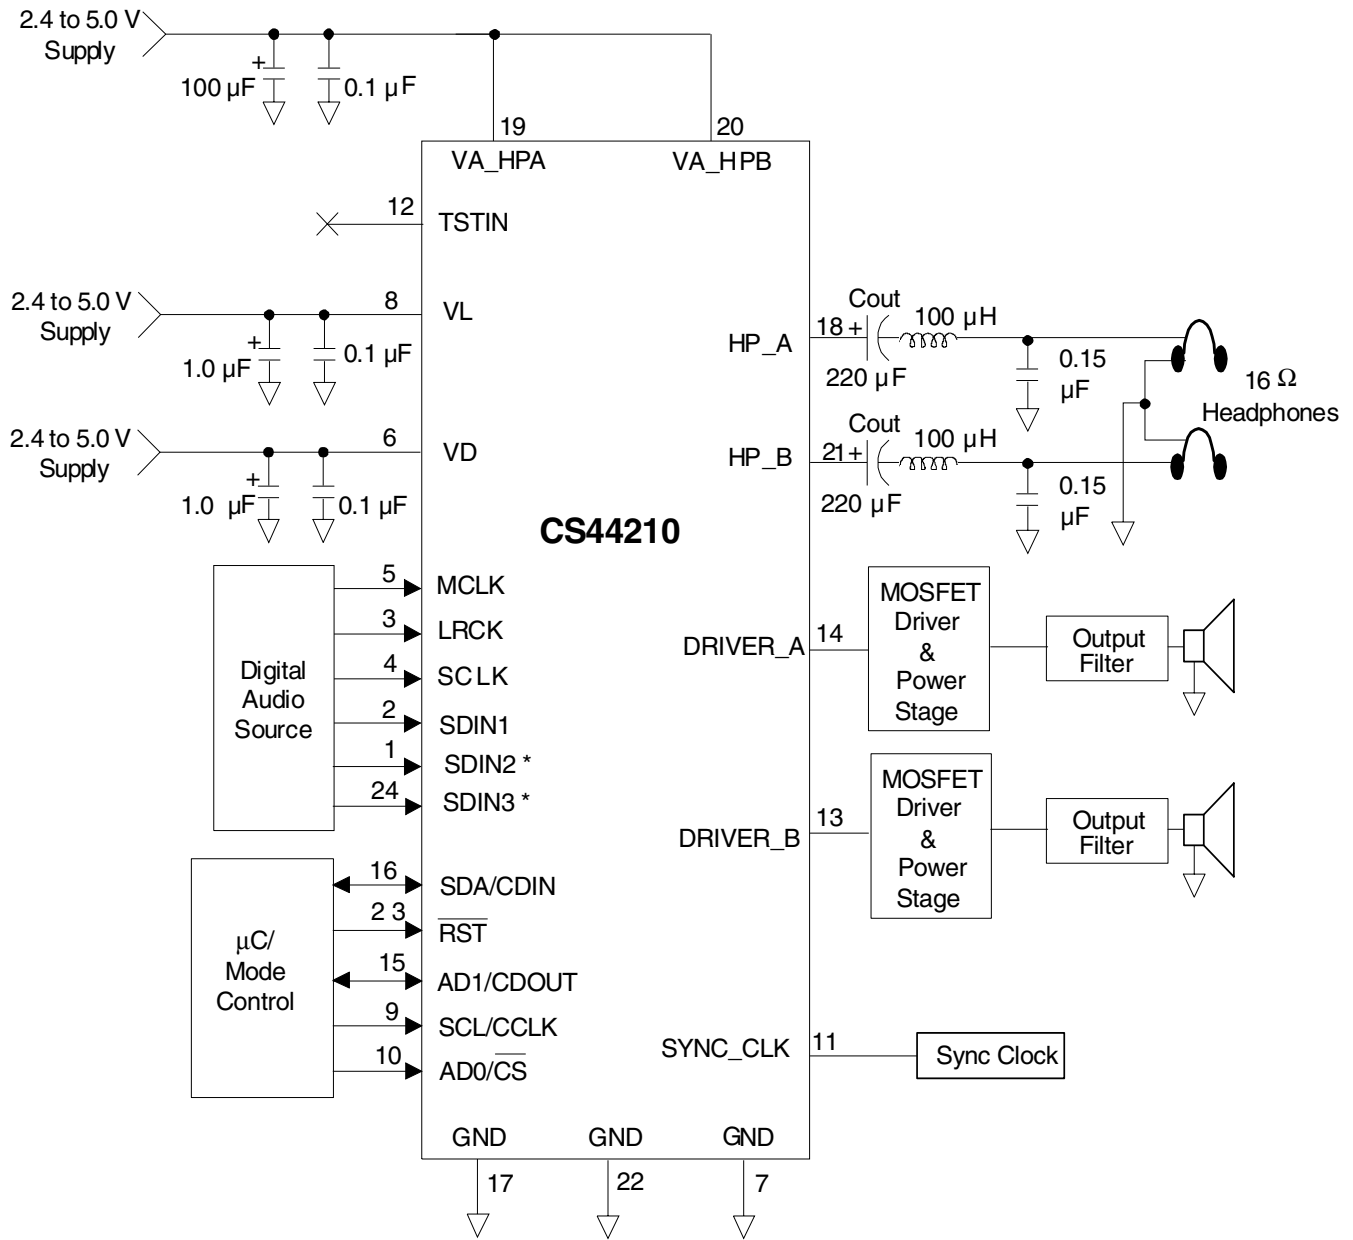 2.4 to 5.0 V
Supply
+
100 µF
0.1 µF
19
20
VA_HPA
VA_HPB
12
TSTIN
2.4 to 5.0 V
Supply
8
VL
+
1.0 µF
0.1 µF
2.4 to 5.0 V
Supply
6
VD
+
1.0 µF
0.1 µF
HP_A
18
+
Cout
220 µF
100 µH
0.15
µF
16 Ω
Headphones
HP_B
21
+
Cout
220 µF
100 µH
0.15
µF
CS44210
Digital
Audio
Source
5
MCLK
3
LRCK
4
SCLK
2
SDIN1
1
SDIN2 *
24
SDIN3 *
DRIVER_A
14
MOSFET
Driver
&
Power
Stage
Output
Filter
DRIVER_B
13
MOSFET
Driver
&
Power
Stage
Output
Filter
µC/
Mode
Control
16
SDA/CDIN
2 3
RST
15
AD1/CDOUT
9
SCL/CCLK
10
AD0/CS
SYNC_CLK
11
Sync Clock
GND
GND
GND
17
22
7